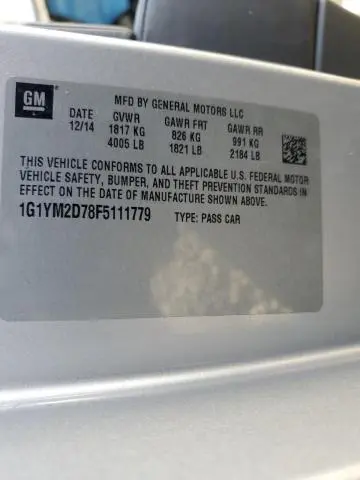 GM
MFD BY GENERAL MOTORS LLC
DATE GVWR GAWR FRT GAWR RR
12/14 1817 KG 826 KG 991 KG
4005 LB 1821 LB 2184 LB
THIS VEHICLE CONFORMS TO ALL APPLICABLE U.S. FEDERAL MOTOR
VEHICLE SAFETY, BUMPER, AND THEFT PREVENTION STANDARDS IN
EFFECT ON THE DATE OF MANUFACTURE SHOWN ABOVE.
1G1YM2D78F5111779 TYPE: PASS CAR